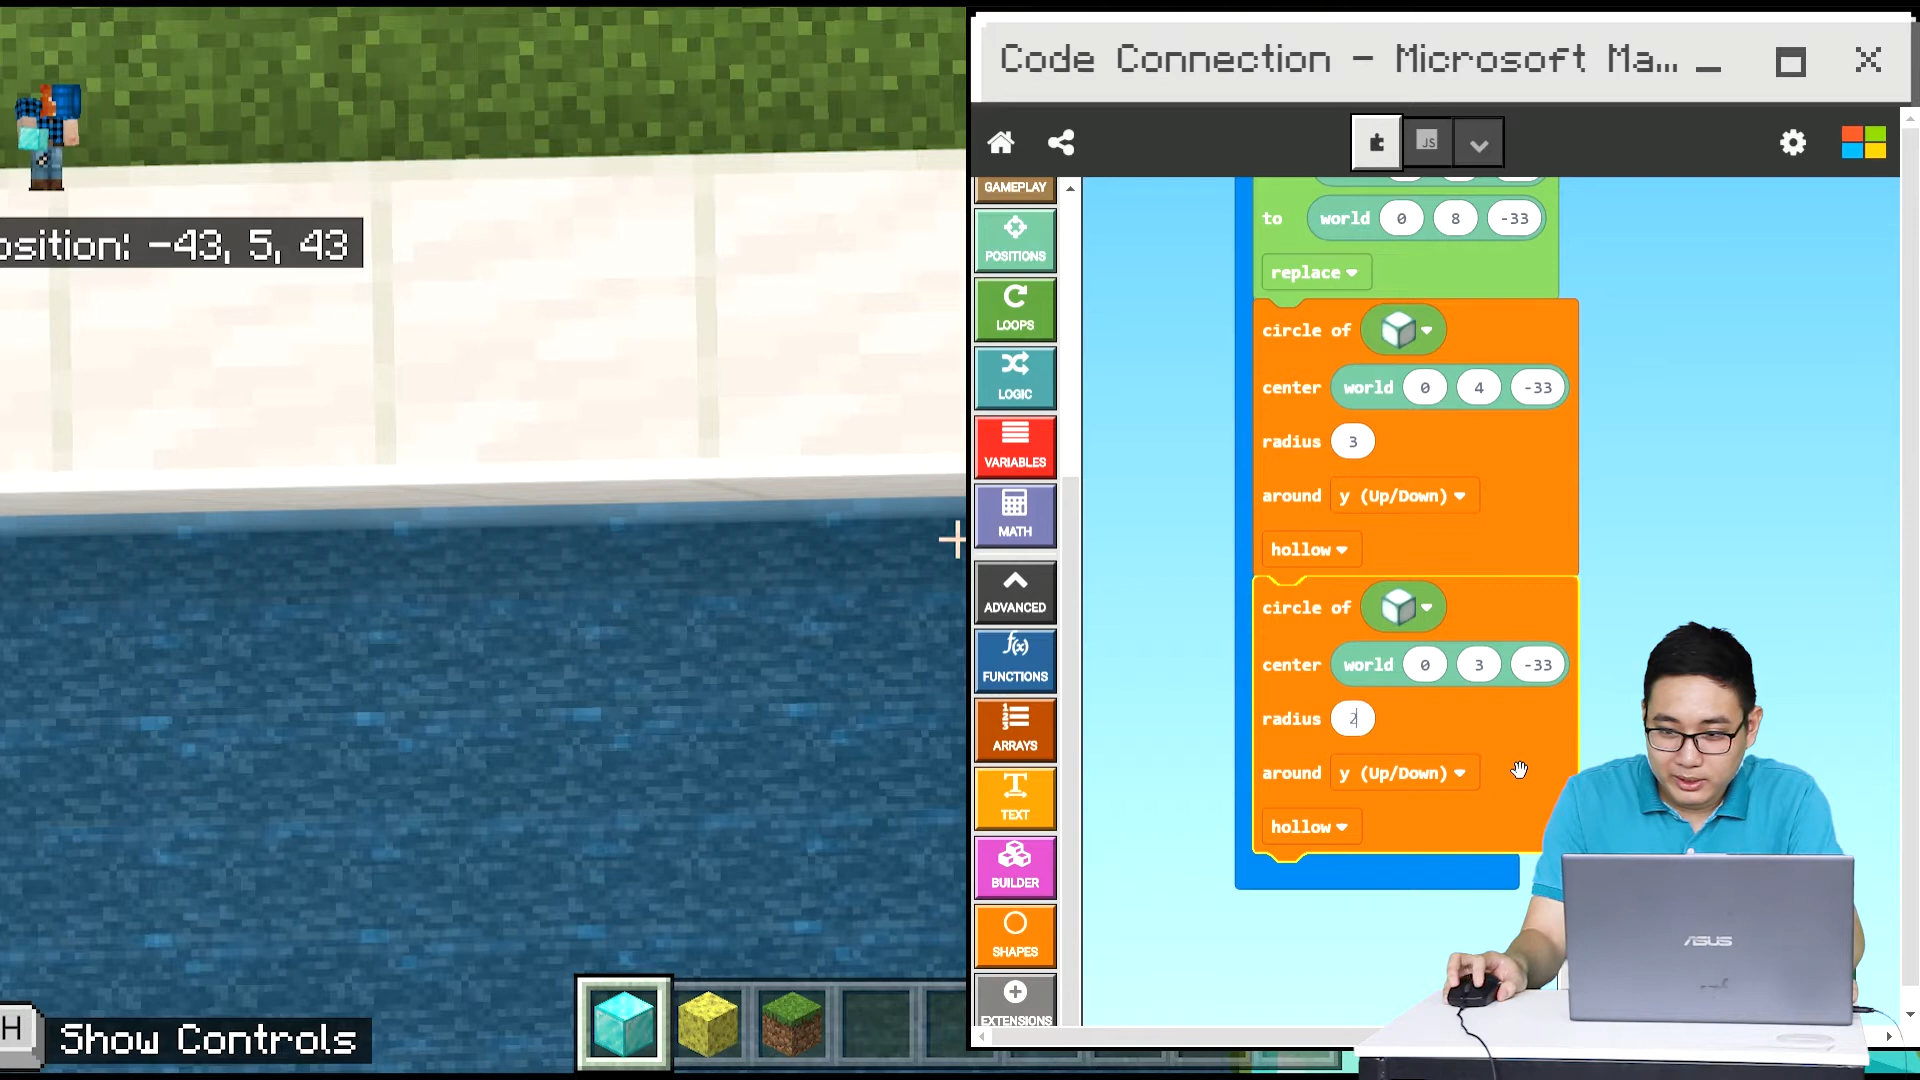 osition: -43, 5, 43
H
Show Controls
Code Connection - Microsoft Ma...
JS
GAMEPLAY
POSITIONS
LOOPS
LOGIC
VARIABLES
MATH
ADVANCED
f(x)
FUNCTIONS
ARRAYS
T
TEXT
BUILDER
SHAPES
EXTENSIONS
to world 0 8 -33
replace
circle of
center world 0 4 -33
radius 3
around y (Up/Down)
hollow
circle of
center world 0 3 -33
radius 2
around y (Up/Down)
hollow
ASUS